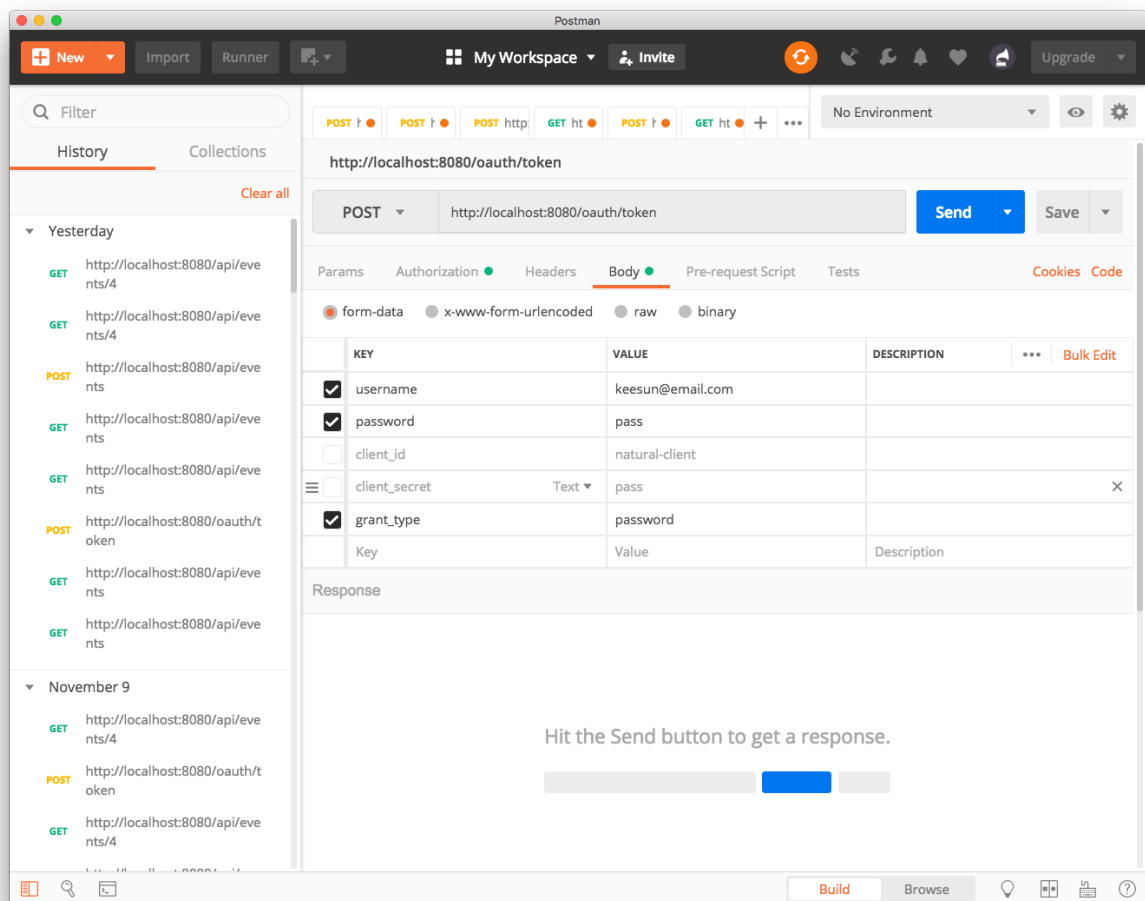 Postman
New Import Runner My Workspace Invite Upgrade
Filter
History Collections
Clear all
Yesterday
GET http://localhost:8080/api/eve
nts/4
GET http://localhost:8080/api/eve
nts/4
POST http://localhost:8080/api/eve
nts
GET http://localhost:8080/api/eve
nts
GET http://localhost:8080/api/eve
nts
POST http://localhost:8080/oauth/t
oken
GET http://localhost:8080/api/eve
nts
GET http://localhost:8080/api/eve
nts
November 9
GET http://localhost:8080/api/eve
nts/4
POST http://localhost:8080/oauth/t
oken
GET http://localhost:8080/api/eve
nts/4
POST h POST h POST http: GET ht POST h GET ht
No Environment
http://localhost:8080/oauth/token
POST http://localhost:8080/oauth/token Send Save
Params Authorization Headers Body Pre-request Script Tests Cookies Code
form-data x-www-form-urlencoded raw binary
KEY VALUE DESCRIPTION Bulk Edit
username keesun@email.com
password pass
client_id natural-client
client_secret Text pass
grant_type password
Key Value Description
Response
Hit the Send button to get a response.
Build Browse